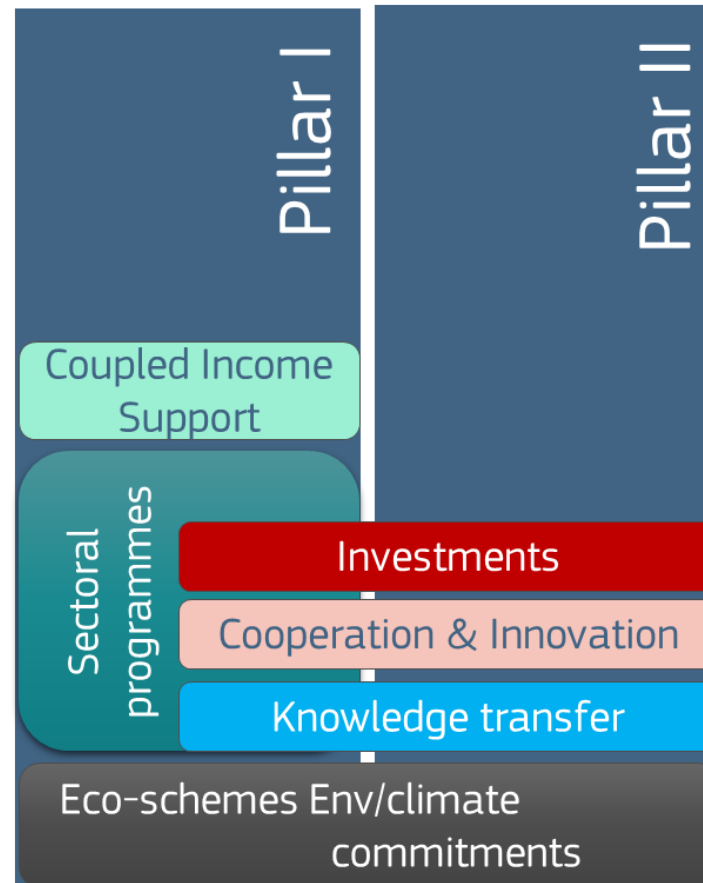 Pillar I
Pillar II
Coupled Income
Support
Sectoral
programmes
Investments
Cooperation & Innovation
Knowledge transfer
Eco-schemes Env/climate
commitments